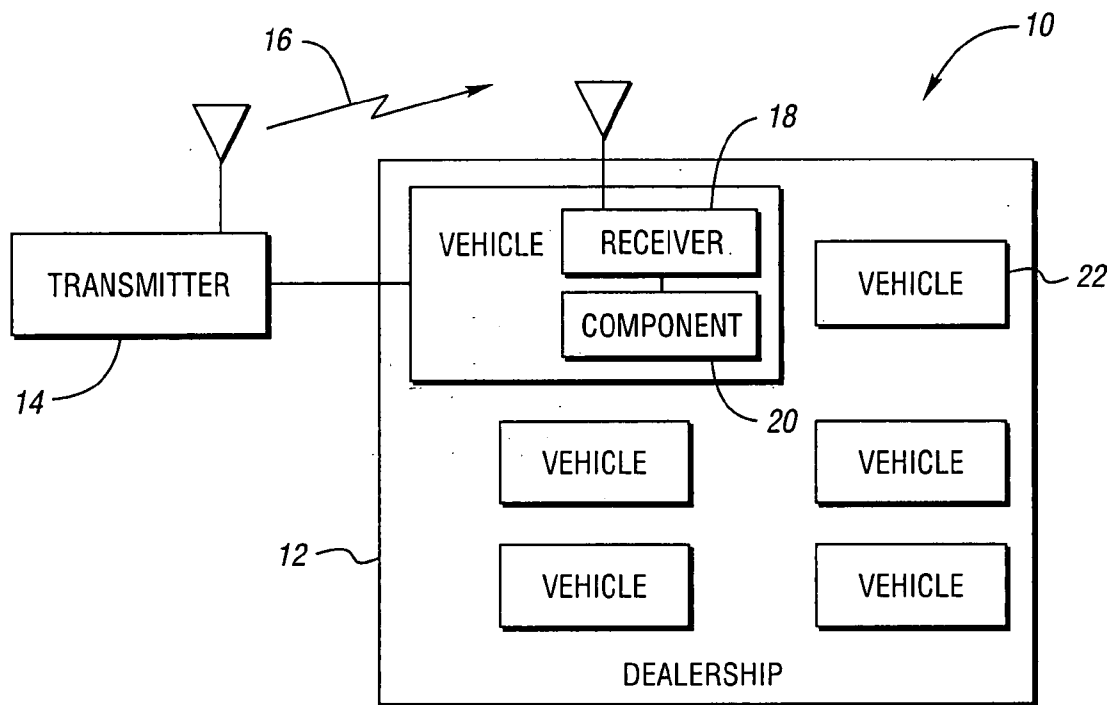 16
10
18
VEHICLE
RECEIVER
TRANSMITTER
VEHICLE
22
COMPONENT
14
20
VEHICLE
VEHICLE
12
VEHICLE
VEHICLE
DEALERSHIP